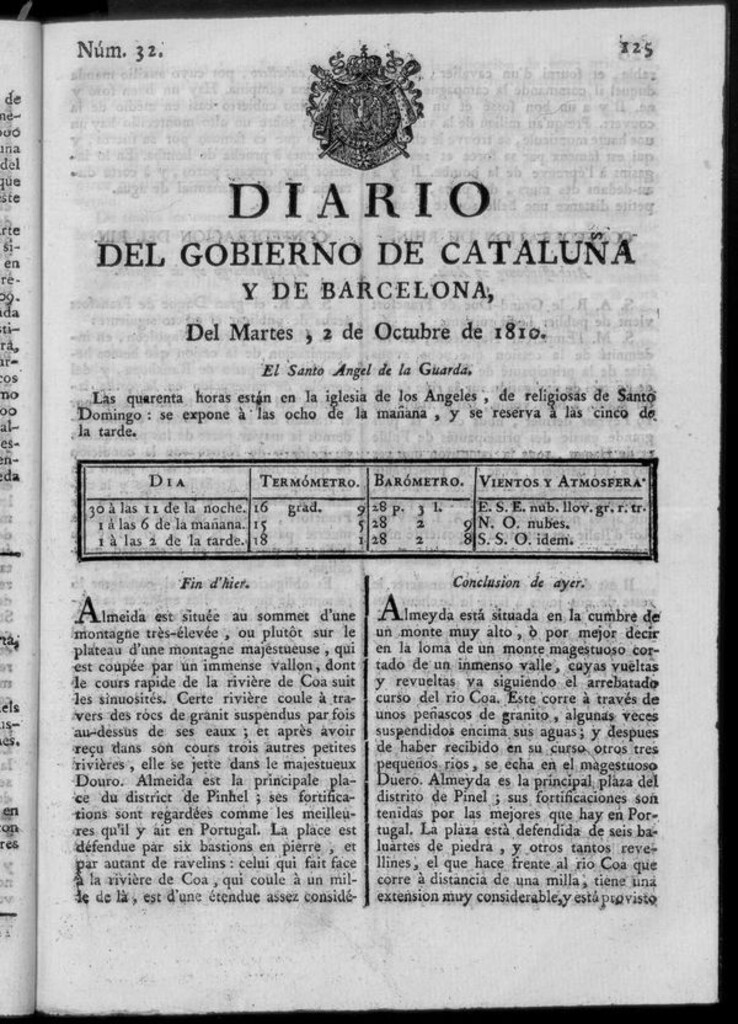 Núm. 32.
125
DIARIO
DEL GOBIERNO DE CATALUÑA
Y DE BARCELONA,
Del Martes , 2 de Octubre de 1810.
El Santo Angel de la Guarda.
Las quarenta horas están en la iglesia de los Angeles , de religiosas de Santo
Domingo : se expone à las ocho de la mañana , y se reserva à las cinco de
la tarde.
DIA TERMÓMETRO. BARÓMETRO. VIENTOS Y ATMOSFERA.
30 à las 11 de la noche. 16 grad. 9 28 p. 3 l. E. S. E. nub. llov. gr. r. tr.
1 à las 6 de la mañana. 15 5 28 2 9 N. O. nubes.
1 à las 2 de la tarde. 18 1 28 2 8 S. S. O. idem.
Fin d'hier.
Almeida est située au sommet d'une
montagne très-élevée , ou plutôt sur le
plateau d'une montagne majestueuse , qui
est coupée par un immense vallon, dont
le cours rapide de la rivière de Coa suit
les sinuosités. Certe rivière coule à tra-
vers des rocs de granit suspendus par fois
au-dessus de ses eaux ; et après avoir
reçu dans son cours trois autres petites
rivières , elle se jette dans le majestueux
Douro. Almeida est la principale pla-
ce du district de Pinhel ; ses fortifica-
tions sont regardées comme les meilleu-
res qu'il y ait en Portugal. La place est
défendue par six bastions en pierre , et
par autant de ravelins : celui qui fait face
à la rivière de Coa , qui coule à un mil-
le de là , est d'une étendue assez considé-
Conclusion de ayer.
Almeyda está situada en la cumbre de
un monte muy alto , ò por mejor decir
en la loma de un monte magestuoso cor-
tado de un inmenso valle, cuyas vueltas
y revueltas va siguiendo el arrebatado
curso del rio Coa. Este corre à través de
unos peñascos de granito , algunas veces
suspendidos encima sus aguas; y despues
de haber recibido en su curso otros tres
pequeños rios, se echa en el magestuoso
Duero. Almeyda es la principal plaza del
distrito de Pinel ; sus fortificaciones son
tenidas por las mejores que hay en Por-
tugal. La plaza está defendida de seis ba-
luartes de piedra , y otros tantos reve-
llines, el que hace frente al rio Coa que
corre à distancia de una milla, tiene una
extension muy considerable, y está provisto